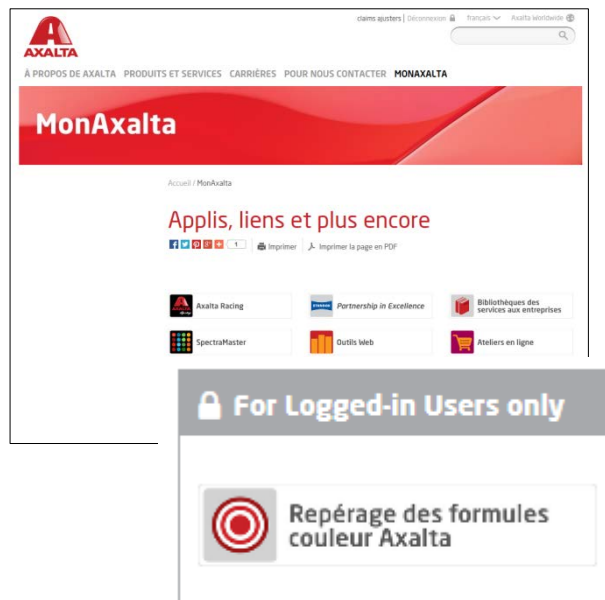 claims ajusters | Déconnexion français Axalta Worldwide
AXALTA
À PROPOS DE AXALTA PRODUITS ET SERVICES CARRIÈRES POUR NOUS CONTACTER MONAXALTA
MonAxalta
Accueil / MonAxalta
Applis, liens et plus encore
1 Imprimer Imprimer la page en PDF
Axalta Racing
Partnership in Excellence
Bibliothèques des
services aux entreprises
SpectraMaster
Outils Web
Ateliers en ligne
For Logged-in Users only
Repérage des formules
couleur Axalta